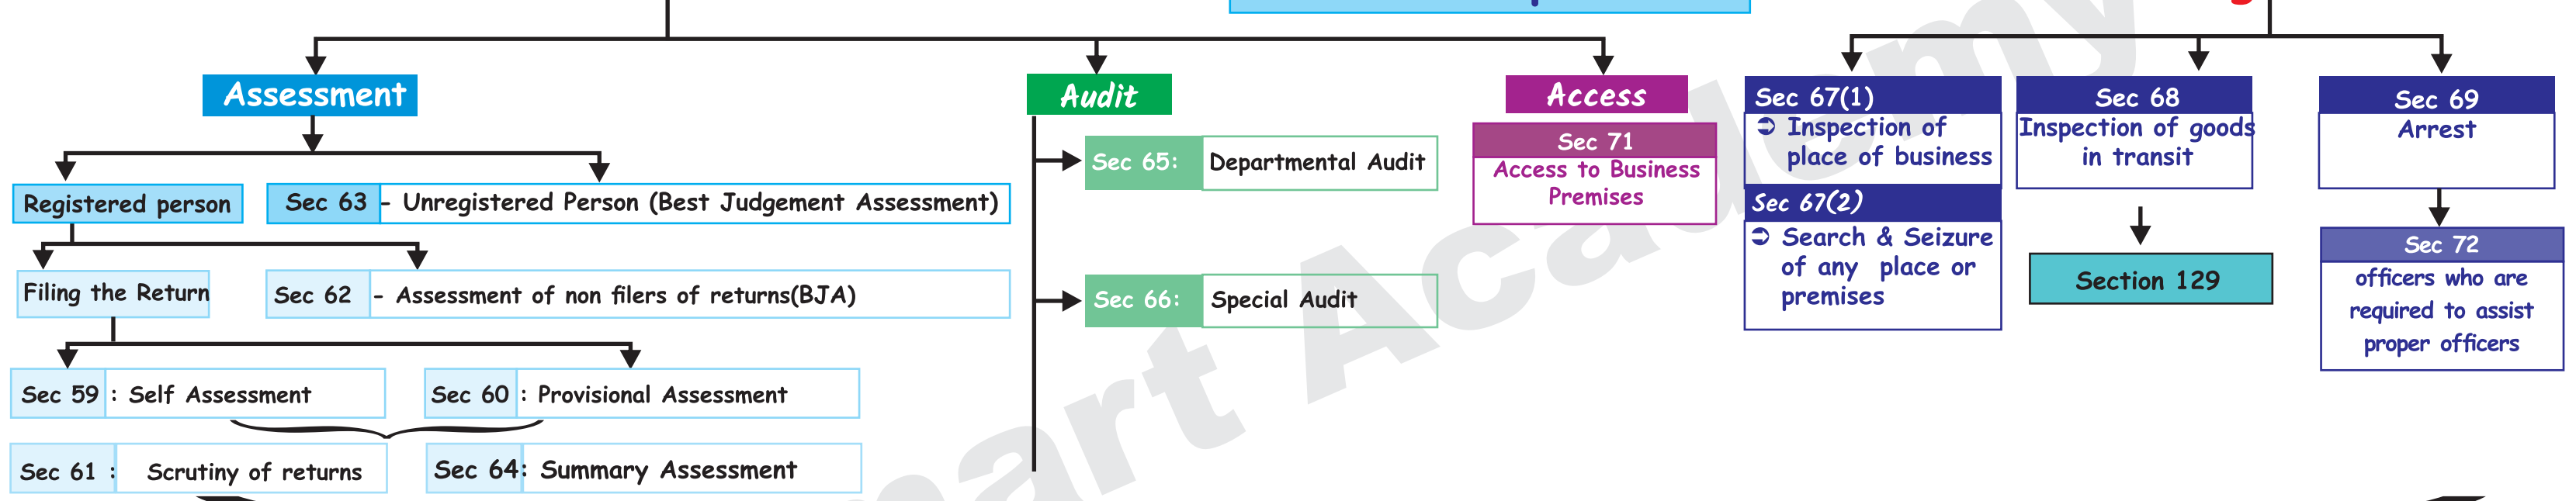 Assessment
Audit
Access
Sec 67(1)
Sec 68
Sec 69
Inspection of
place of business
Inspection of goods
in transit
Arrest
Sec 71
Access to Business
Premises
Sec 65: Departmental Audit
Registered person
Sec 63 - Unregistered Person (Best Judgement Assessment)
Sec 67(2)
Search & Seizure
of any place or
premises
Section 129
Sec 72
officers who are
required to assist
proper officers
Filing the Return
Sec 62 - Assessment of non filers of returns(BJA)
Sec 66: Special Audit
Sec 59 : Self Assessment
Sec 60 : Provisional Assessment
Sec 61 : Scrutiny of returns
Sec 64: Summary Assessment
art Academy